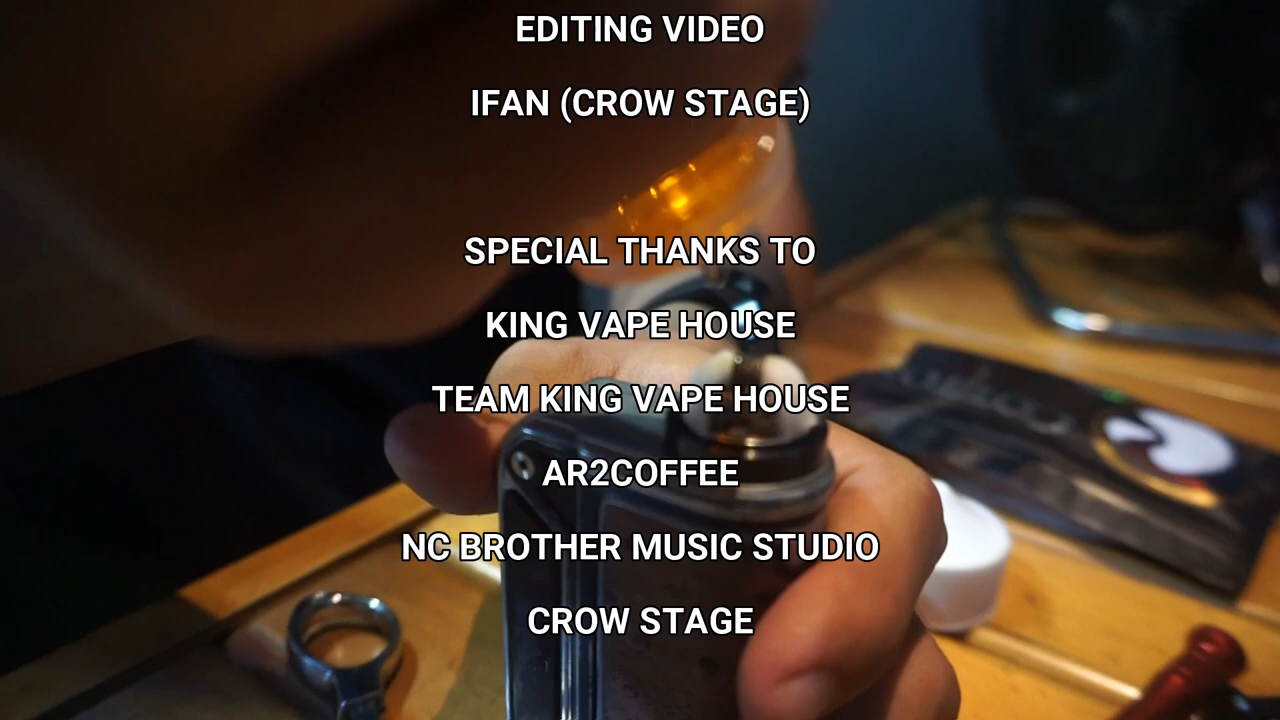 EDITING VIDEO
IFAN (CROW STAGE)
SPECIAL THANKS TO
KING VAPE HOUSE
TEAM KING VAPE HOUSE
AR2COFFEE
NC BROTHER MUSIC STUDIO
CROW STAGE